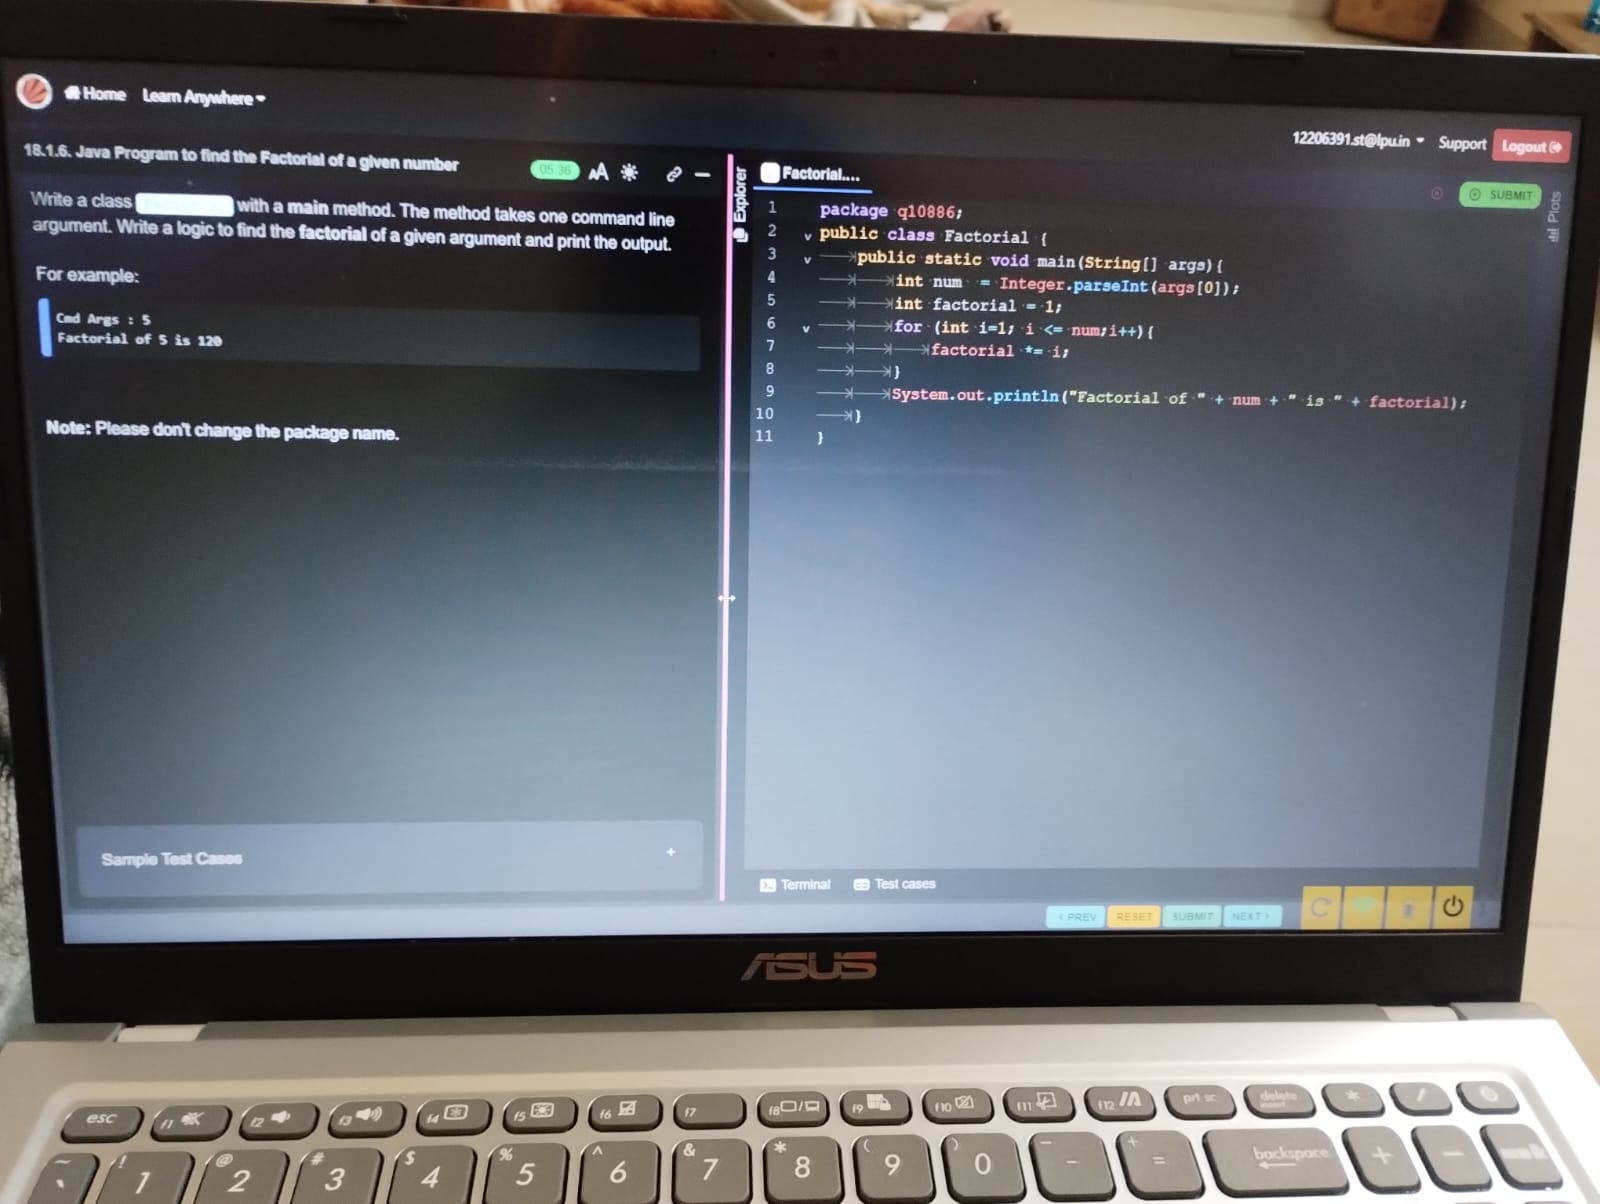 Home Learn Anywhere
12206391.st@lpu.in Support Logout
18.1.6. Java Program to find the Factorial of a given number
05:36 AA
Write a class with a main method. The method takes one command line
argument. Write a logic to find the factorial of a given argument and print the output.
For example:
Cmd Args : 5
Factorial of 5 is 120
Note: Please don't change the package name.
Sample Test Cases +
Explorer
Factorial....
SUBMIT
Plots
1 package q10886;
2 public class Factorial {
3 public static void main(String[] args){
4 int num = Integer.parseInt(args[0]);
5 int factorial = 1;
6 for (int i=1; i <= num;i++){
7 factorial *= i;
8 }
9 System.out.println("Factorial of " + num + " is " + factorial);
10 }
11 }
Terminal Test cases
< PREV RESET SUBMIT NEXT >
ASUS
esc f1 f2 f3 f4 f5 f6 f7 f8 f9 f10 f11 f12 prt sc delete * /
~ ` ! 1 @ 2 # 3 $ 4 % 5 ^ 6 & 7 * 8 ( 9 ) 0 _ - + = backspace + -